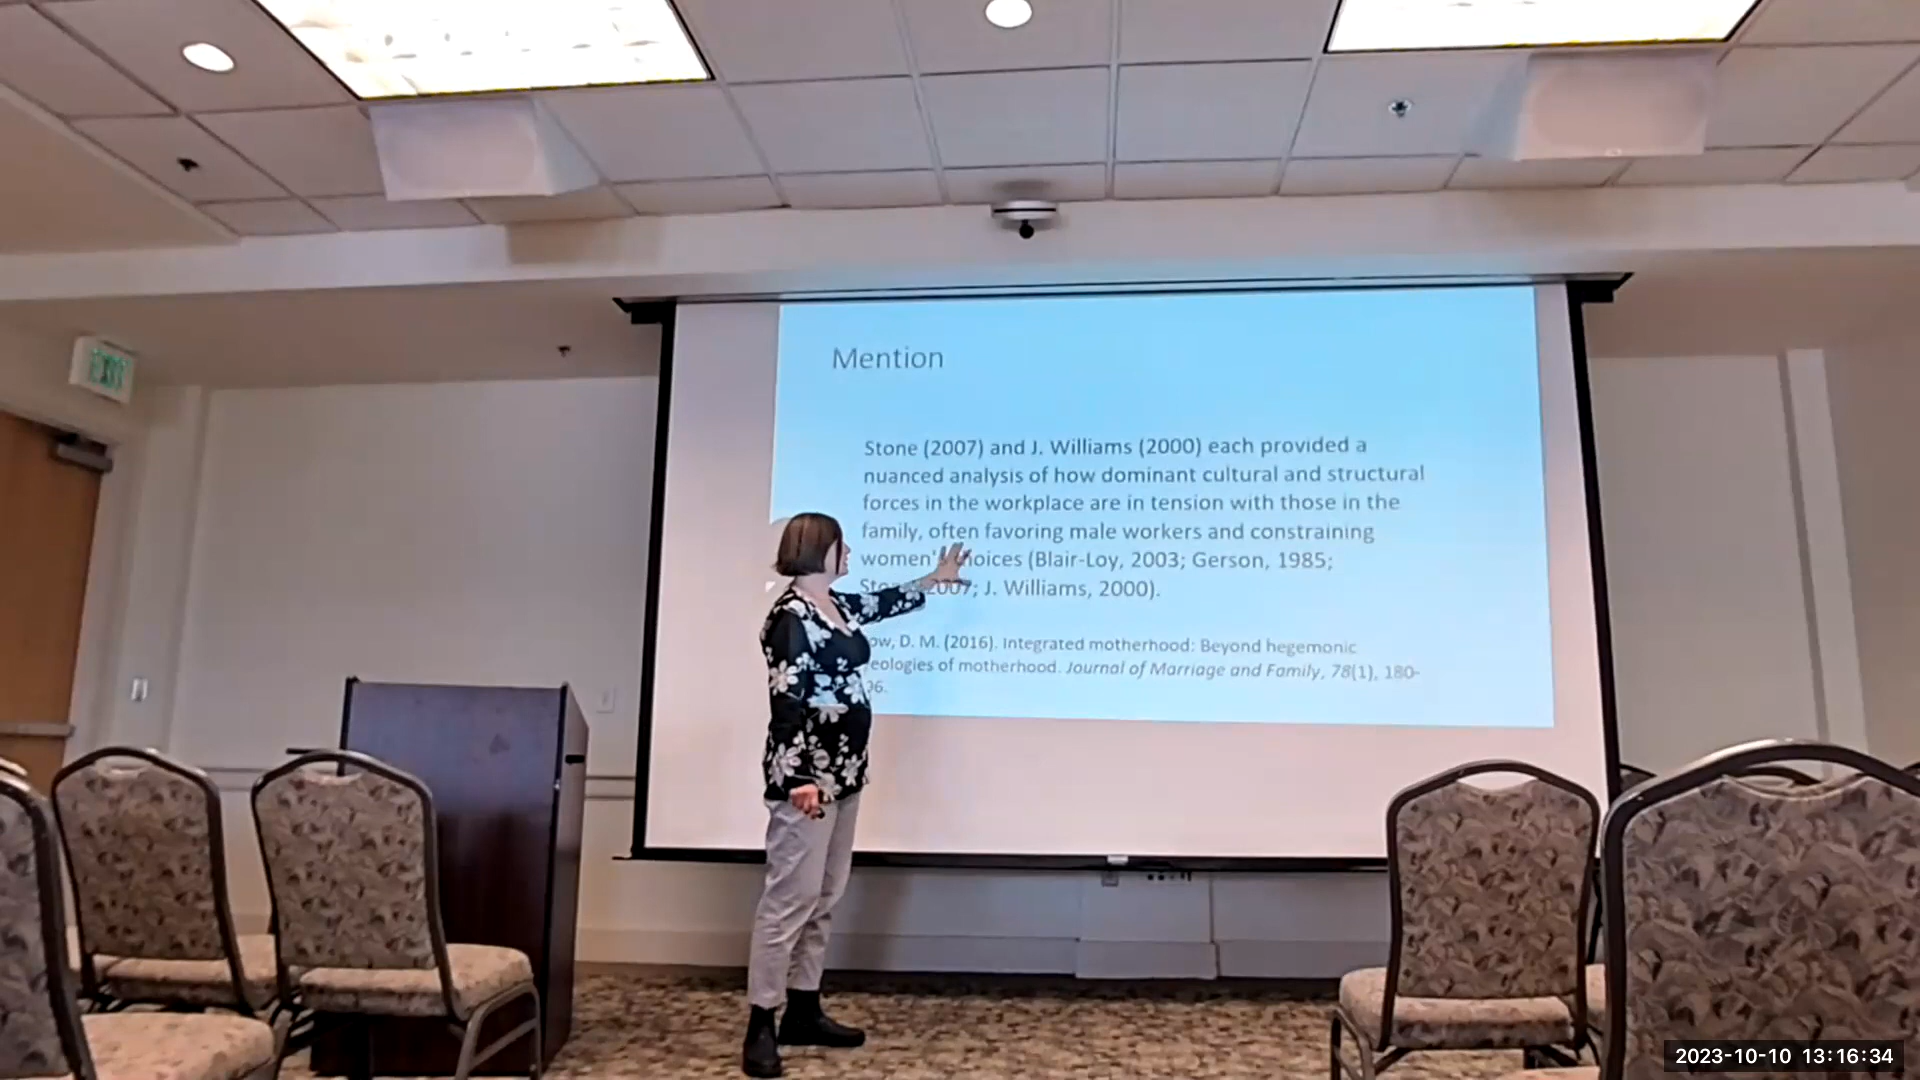 EXIT
Mention
Stone (2007) and J. Williams (2000) each provided a
nuanced analysis of how dominant cultural and structural
forces in the workplace are in tension with those in the
family, often favoring male workers and constraining
women's choices (Blair-Loy, 2003; Gerson, 1985;
2007; J. Williams, 2000).
D. M. (2016). Integrated motherhood: Beyond hegemonic
of motherhood. Journal of Marriage and Family, 78(1), 180-
2023-10-10 13:16:34